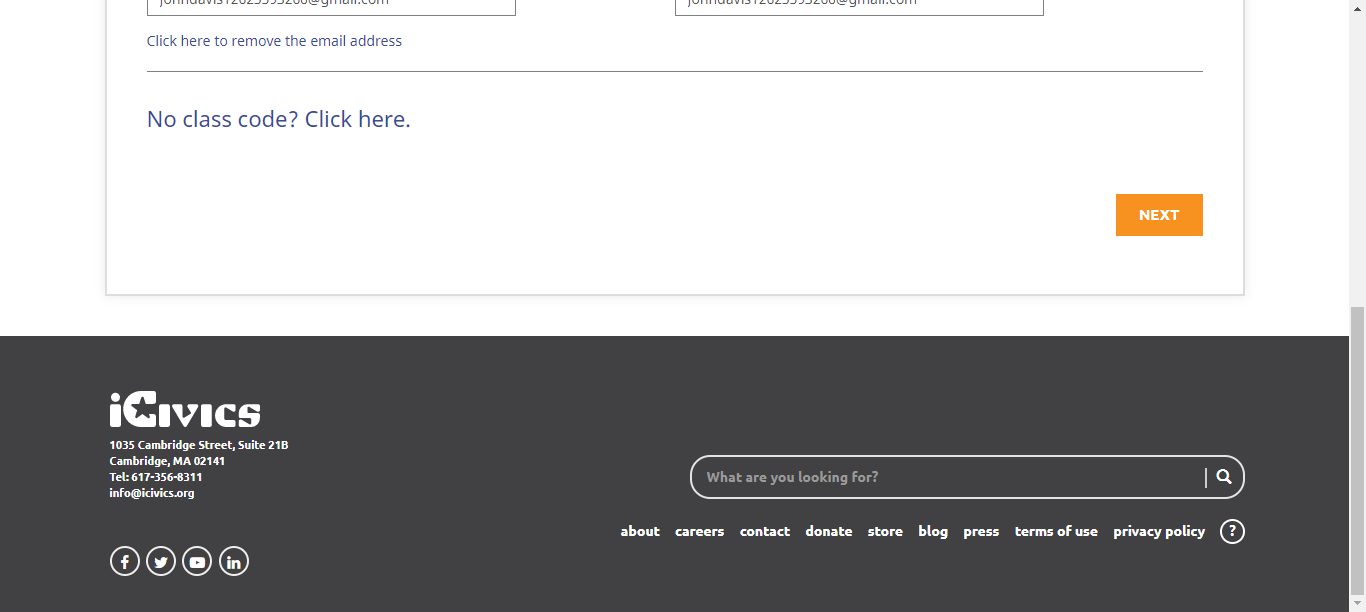 Click here to remove the email address
No class code? Click here.
NEXT
iCivics
1035 Cambridge Street, Suite 21B
Cambridge, MA 02141
Tel: 617-356-8311
info@icivics.org
What are you looking for?
about careers contact donate store blog press terms of use privacy policy ?